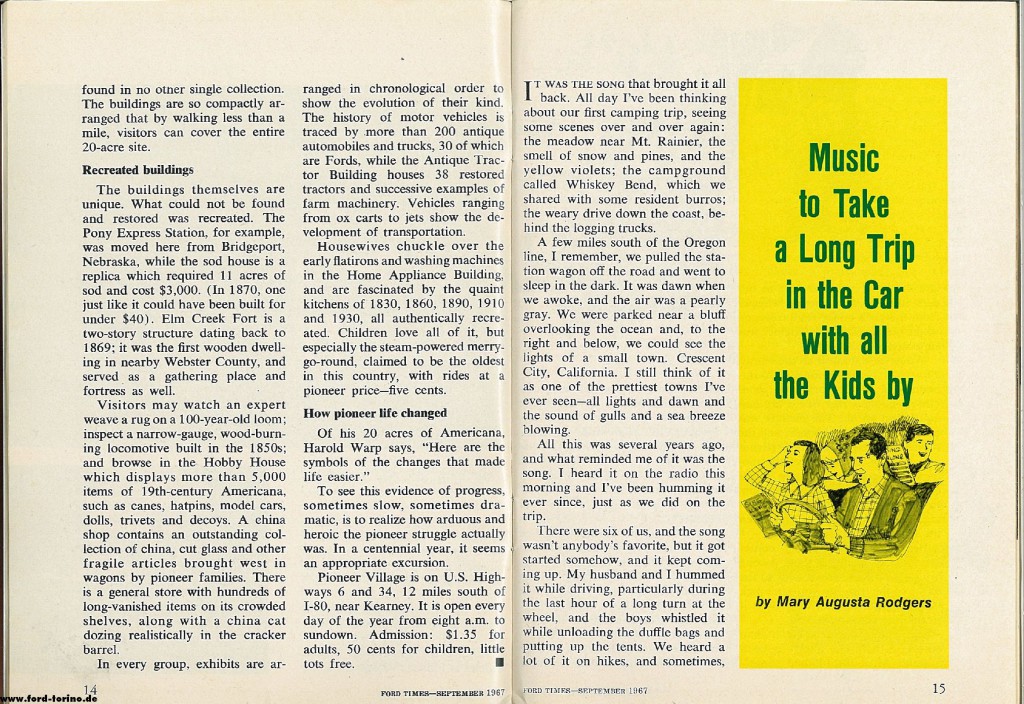 found in no other single collection.
The buildings are so compactly ar-
ranged that by walking less than a
mile, visitors can cover the entire
20-acre site.
Recreated buildings
The buildings themselves are
unique. What could not be found
and restored was recreated. The
Pony Express Station, for example,
was moved here from Bridgeport,
Nebraska, while the sod house is a
replica which required 11 acres of
sod and cost $3,000. (In 1870, one
just like it could have been built for
under $40). Elm Creek Fort is a
two-story structure dating back to
1869; it was the first wooden dwell-
ing in nearby Webster County, and
served as a gathering place and
fortress as well.
Visitors may watch an expert
weave a rug on a 100-year-old loom;
inspect a narrow-gauge, wood-burn-
ing locomotive built in the 1850s;
and browse in the Hobby House
which displays more than 5,000
items of 19th-century Americana,
such as canes, hatpins, model cars,
dolls, trivets and decoys. A china
shop contains an outstanding col-
lection of china, cut glass and other
fragile articles brought west in
wagons by pioneer families. There
is a general store with hundreds of
long-vanished items on its crowded
shelves, along with a china cat
dozing realistically in the cracker
barrel.
In every group, exhibits are ar-
ranged in chronological order to
show the evolution of their kind.
The history of motor vehicles is
traced by more than 200 antique
automobiles and trucks, 30 of which
are Fords, while the Antique Trac-
tor Building houses 38 restored
tractors and successive examples of
farm machinery. Vehicles ranging
from ox carts to jets show the de-
velopment of transportation.
Housewives chuckle over the
early flatirons and washing machines
in the Home Appliance Building,
and are fascinated by the quaint
kitchens of 1830, 1860, 1890, 1910
and 1930, all authentically recre-
ated. Children love all of it, but
especially the steam-powered merry-
go-round, claimed to be the oldest
in this country, with rides at a
pioneer price—five cents.
How pioneer life changed
Of his 20 acres of Americana,
Harold Warp says, "Here are the
symbols of the changes that made
life easier."
To see this evidence of progress,
sometimes slow, sometimes dra-
matic, is to realize how arduous and
heroic the pioneer struggle actually
was. In a centennial year, it seems
an appropriate excursion.
Pioneer Village is on U.S. High-
ways 6 and 34, 12 miles south of
I-80, near Kearney. It is open every
day of the year from eight a.m. to
sundown. Admission: $1.35 for
adults, 50 cents for children, little
tots free.
14
FORD TIMES—SEPTEMBER 1967
www.ford-torino.de
IT WAS THE SONG that brought it all
back. All day I've been thinking
about our first camping trip, seeing
some scenes over and over again:
the meadow near Mt. Rainier, the
smell of snow and pines, and the
yellow violets; the campground
called Whiskey Bend, which we
shared with some resident burros;
the weary drive down the coast, be-
hind the logging trucks.
A few miles south of the Oregon
line, I remember, we pulled the sta-
tion wagon off the road and went to
sleep in the dark. It was dawn when
we awoke, and the air was a pearly
gray. We were parked near a bluff
overlooking the ocean and, to the
right and below, we could see the
lights of a small town. Crescent
City, California. I still think of it
as one of the prettiest towns I've
ever seen—all lights and dawn and
the sound of gulls and a sea breeze
blowing.
All this was several years ago,
and what reminded me of it was the
song. I heard it on the radio this
morning and I've been humming it
ever since, just as we did on the
trip.
There were six of us, and the song
wasn't anybody's favorite, but it got
started somehow, and it kept com-
ing up. My husband and I hummed
it while driving, particularly during
the last hour of a long turn at the
wheel, and the boys whistled it
while unloading the duffle bags and
putting up the tents. We heard a
lot of it on hikes, and sometimes,
FORD TIMES—SEPTEMBER 1967
15
Music
to Take
a Long Trip
in the Car
with all
the Kids by
by Mary Augusta Rodgers